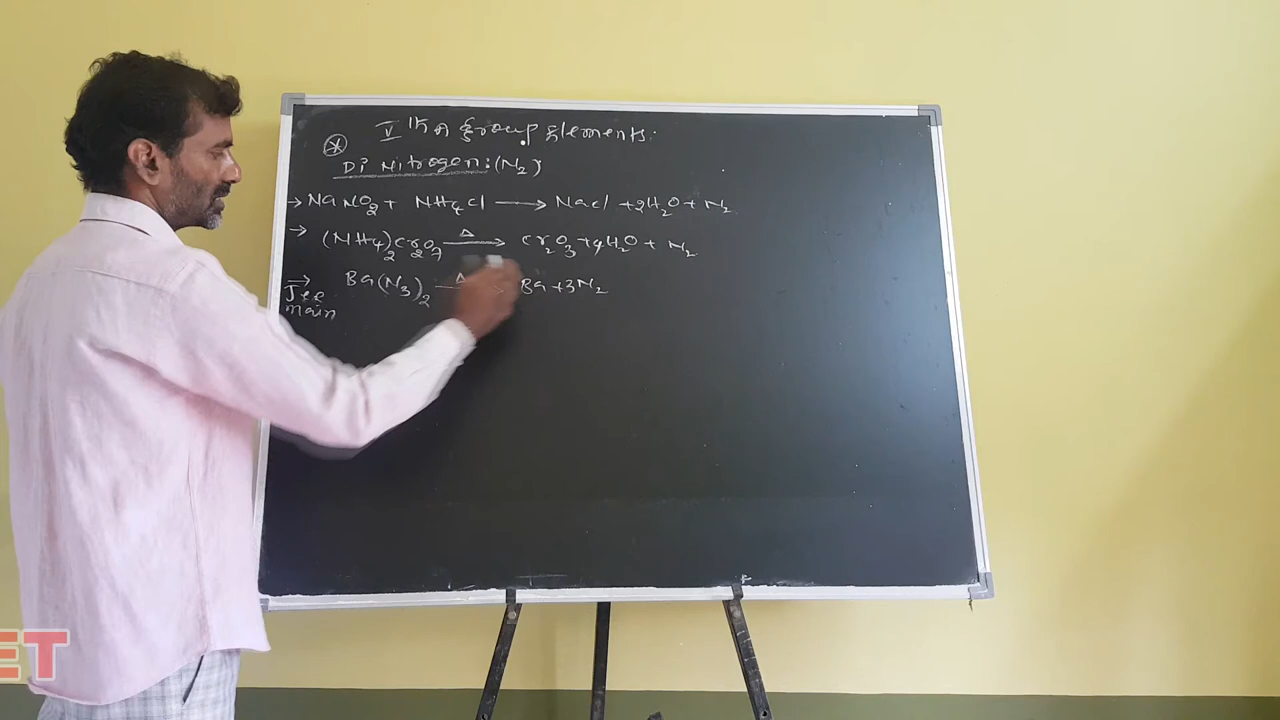 V th A group Elements:
Di Nitrogen: (N2)
→ NaNO2 + NH4Cl → NaCl + 2H2O + N2
→ (NH4)2Cr2O7 Δ→ Cr2O3 + 4H2O + N2
→ Ba(N3)2 Δ→ Ba + 3N2
Jee
main
ET